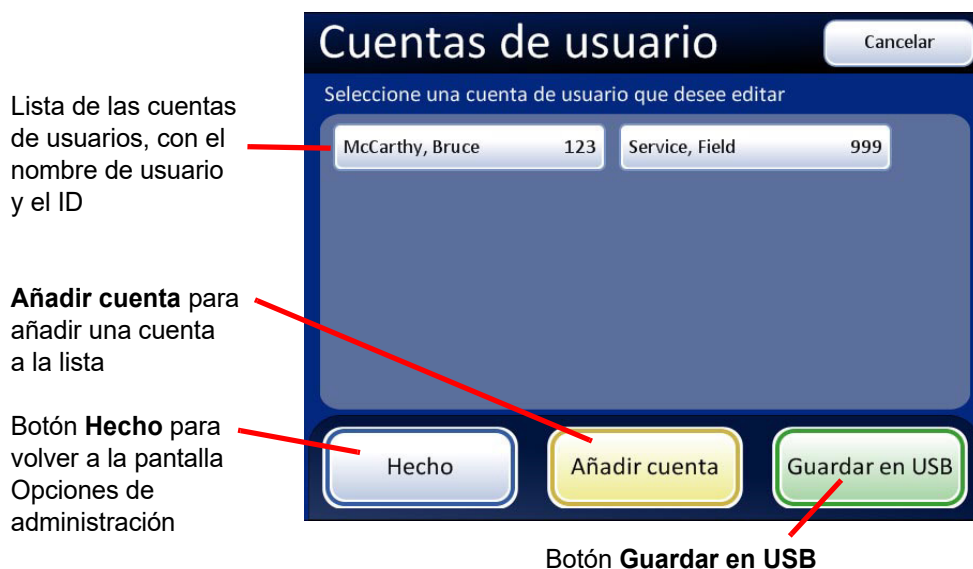 Cuentas de usuario
Cancelar
Seleccione una cuenta de usuario que desee editar
McCarthy, Bruce 123
Service, Field 999
Lista de las cuentas
de usuarios, con el
nombre de usuario
y el ID
Añadir cuenta para
añadir una cuenta
a la lista
Botón Hecho para
volver a la pantalla
Opciones de
administración
Hecho
Añadir cuenta
Guardar en USB
Botón Guardar en USB